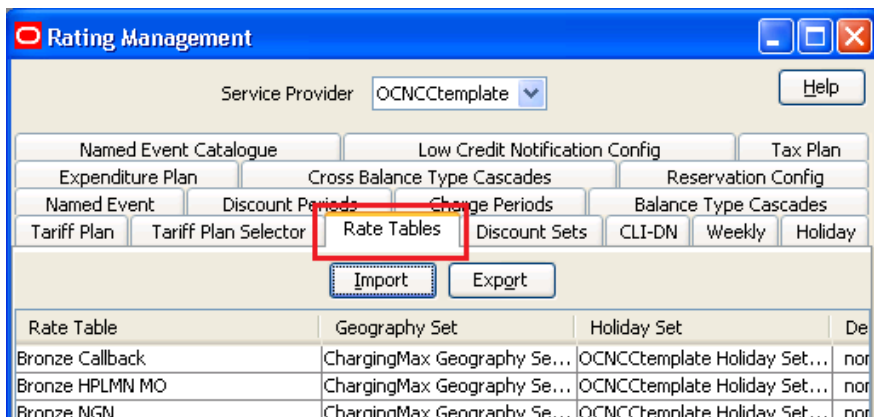 Rating Management
Service Provider OCNCCtemplate Help
Named Event Catalogue Low Credit Notification Config Tax Plan
Expenditure Plan Cross Balance Type Cascades Reservation Config
Named Event Discount Periods Charge Periods Balance Type Cascades
Tariff Plan Tariff Plan Selector Rate Tables Discount Sets CLI-DN Weekly Holiday
Import Export
Rate Table Geography Set Holiday Set De
Bronze Callback ChargingMax Geography Se... OCNCCtemplate Holiday Set... nor
Bronze HPLMN MO ChargingMax Geography Se... OCNCCtemplate Holiday Set... nor
Bronze NGN ChargingMax Geography Se... OCNCCtemplate Holiday Set... nor